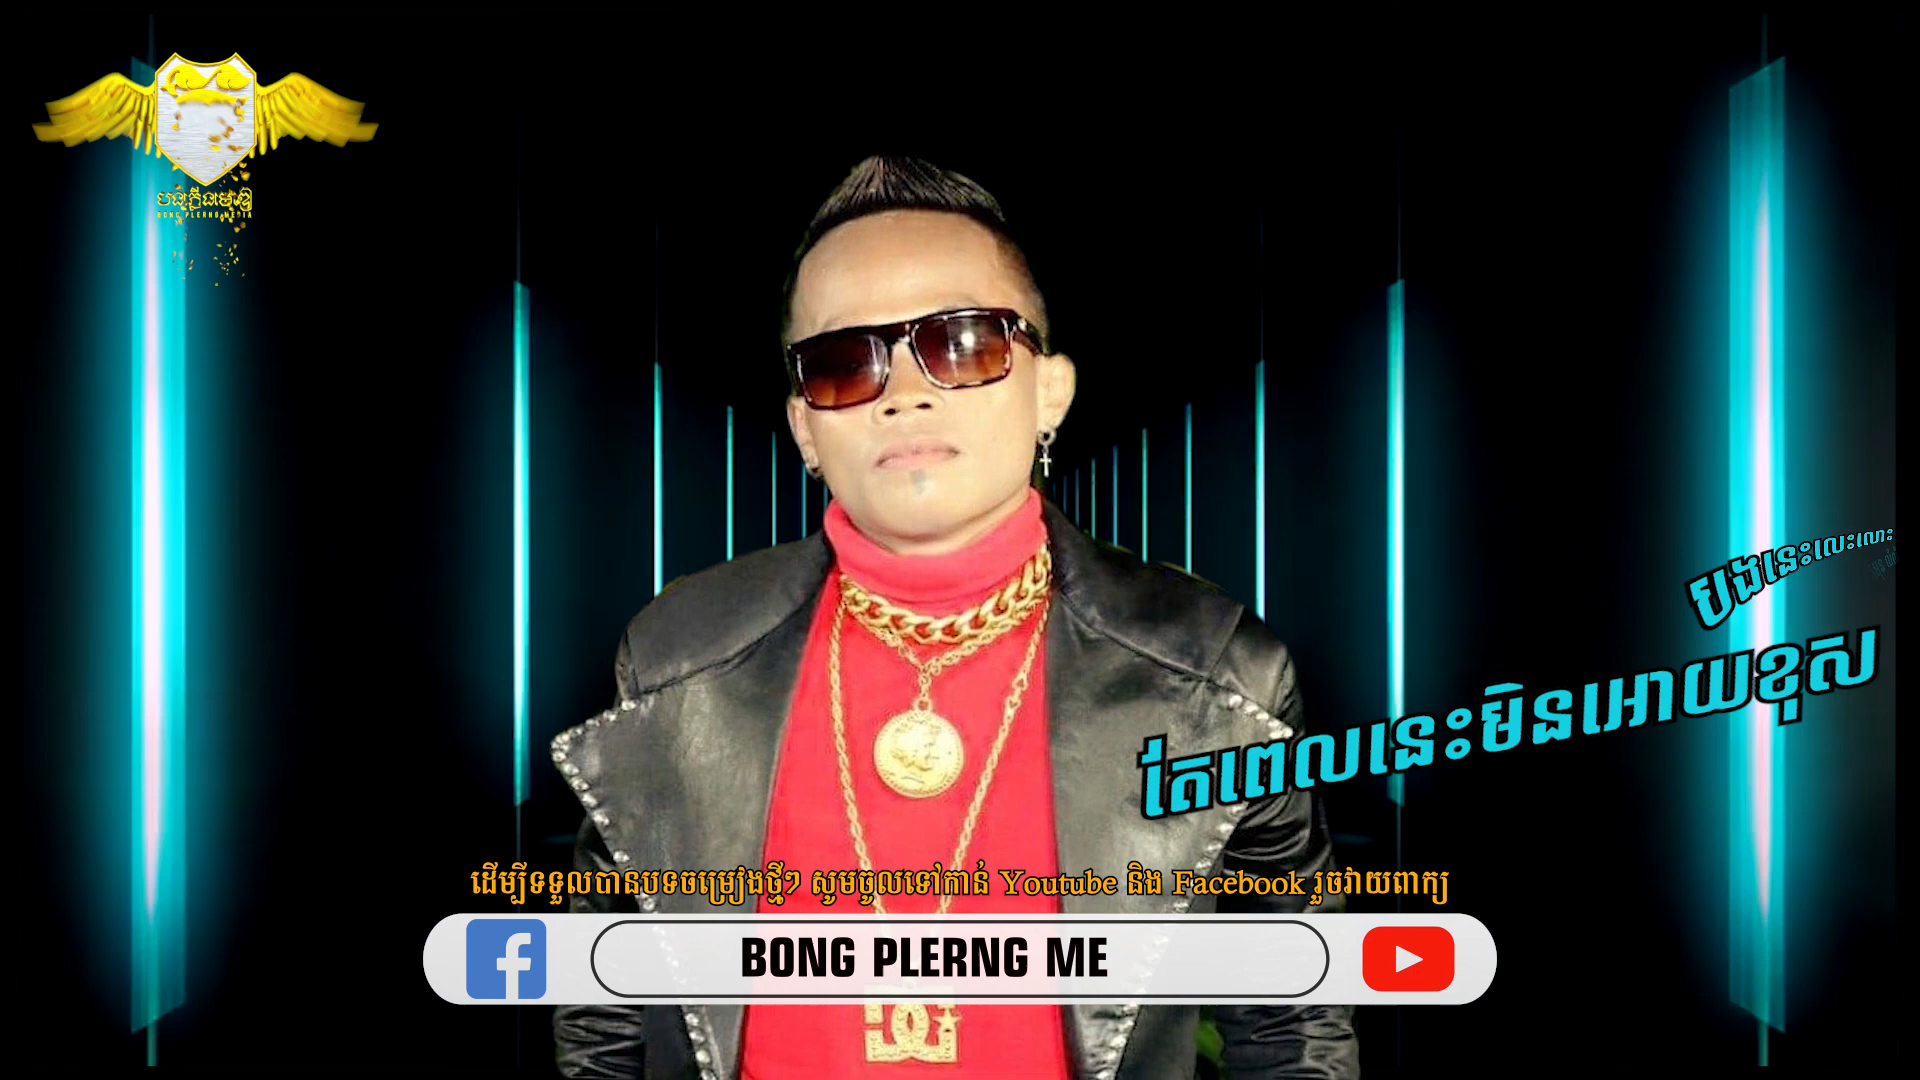 បងភ្លើងមេឌៀ
BONG PLERNG MEDIA
បងនេះលេះលោះ
តែពេលនេះមិនអោយខុស
ដើម្បីទទួលបានបទចម្រៀងថ្មីៗ សូមចូលទៅកាន់ Youtube និង Facebook រួចវាយពាក្យ
BONG PLERNG ME